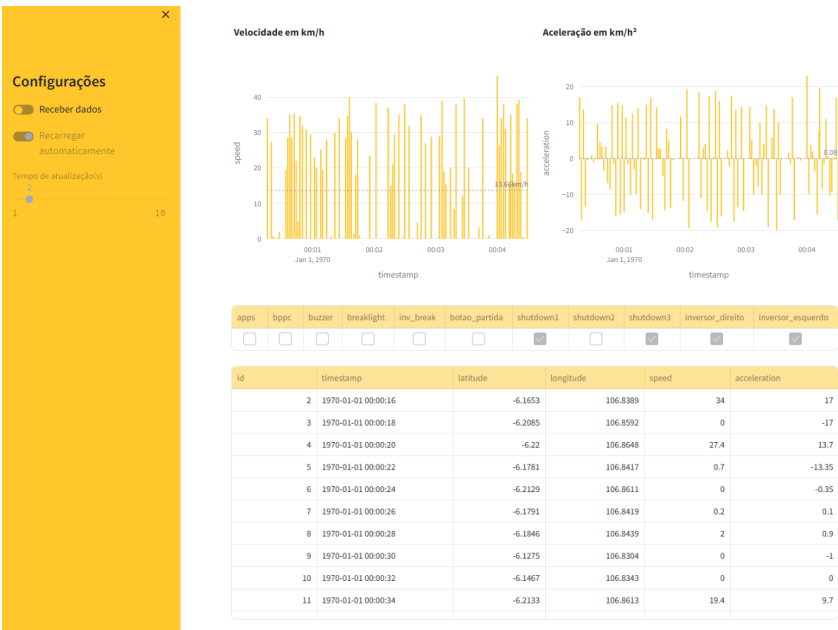 ×
Configurações
Receber dados
Recarregar
automaticamente
Tempo de atualização(s)
2
1 18
Velocidade em km/h
40
30
20
10
0
speed
13.66km/h
00:01 00:02 00:03 00:04
Jan 1, 1970
timestamp
Aceleração em km/h²
20
10
0
−10
−20
acceleration
0.08
00:01 00:02 00:03 00:04
Jan 1, 1970
timestamp
apps bppc buzzer breaklight inv_break botao_partida shutdown1 shutdown2 shutdown3 inversor_direito inversor_esquerdo
id timestamp latitude longitude speed acceleration
2 1970-01-01 00:00:16 -6.1653 106.8389 34 17
3 1970-01-01 00:00:18 -6.2085 106.8592 0 -17
4 1970-01-01 00:00:20 -6.22 106.8648 27.4 13.7
5 1970-01-01 00:00:22 -6.1781 106.8417 0.7 -13.35
6 1970-01-01 00:00:24 -6.2129 106.8611 0 -0.35
7 1970-01-01 00:00:26 -6.1791 106.8419 0.2 0.1
8 1970-01-01 00:00:28 -6.1846 106.8439 2 0.9
9 1970-01-01 00:00:30 -6.1275 106.8304 0 -1
10 1970-01-01 00:00:32 -6.1467 106.8343 0 0
11 1970-01-01 00:00:34 -6.2133 106.8613 19.4 9.7